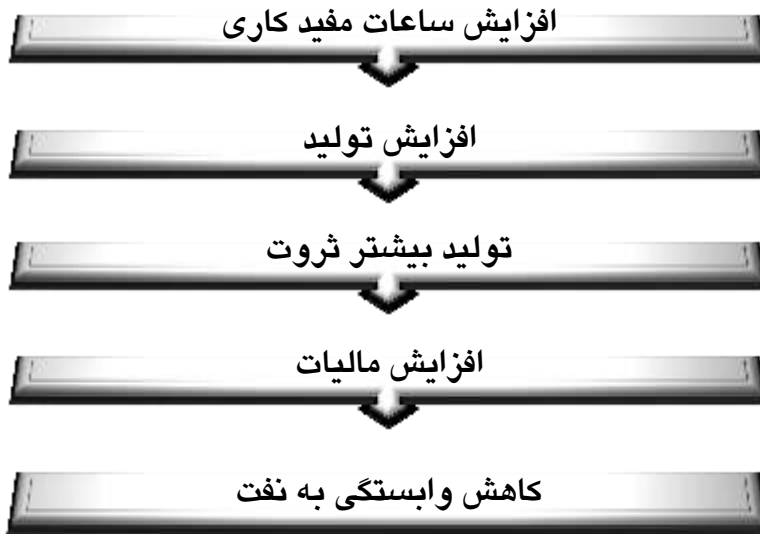 افزایش ساعات مفید کاری
افزایش تولید
تولید بیشتر ثروت
افزایش مالیات
کاهش وابستگی به نفت